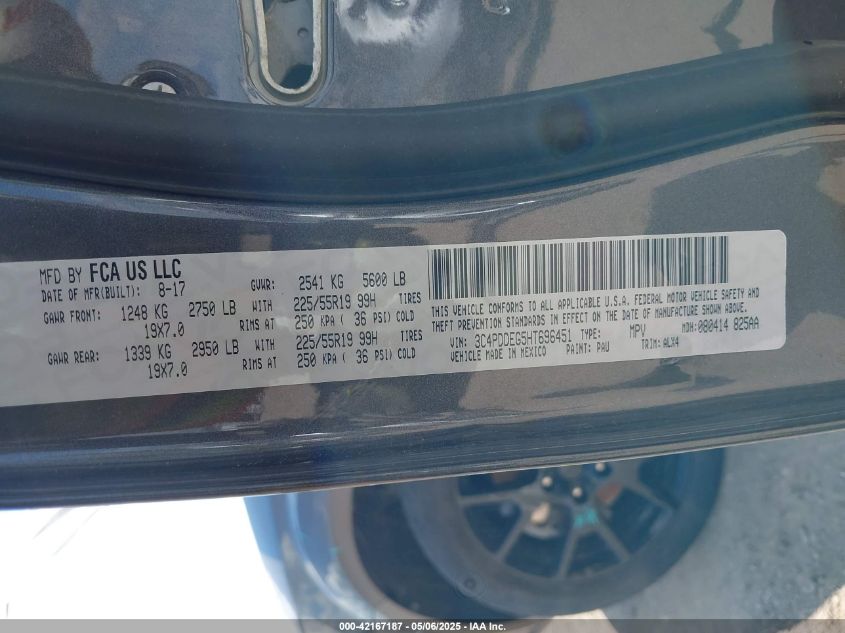 MFD BY FCA US LLC
DATE OF MFR(BUILT): 8-17 GVWR: 2541 KG 5600 LB
GAWR FRONT: 1248 KG 2750 LB WITH 225/55R19 99H TIRES
19X7.0 RIMS AT 250 KPA ( 36 PSI) COLD
GAWR REAR: 1339 KG 2950 LB WITH 225/55R19 99H TIRES
19X7.0 RIMS AT 250 KPA ( 36 PSI) COLD
THIS VEHICLE CONFORMS TO ALL APPLICABLE U.S.A. FEDERAL MOTOR VEHICLE SAFETY AND
THEFT PREVENTION STANDARDS IN EFFECT ON THE DATE OF MANUFACTURE SHOWN ABOVE.
VIN: 3C4PDDEG5HT696451 TYPE: MPV MDH: 080414 825AA
VEHICLE MADE IN MEXICO PAINT: PAU TRIM: ALX4
000-42167187 - 05/06/2025 - IAA Inc.